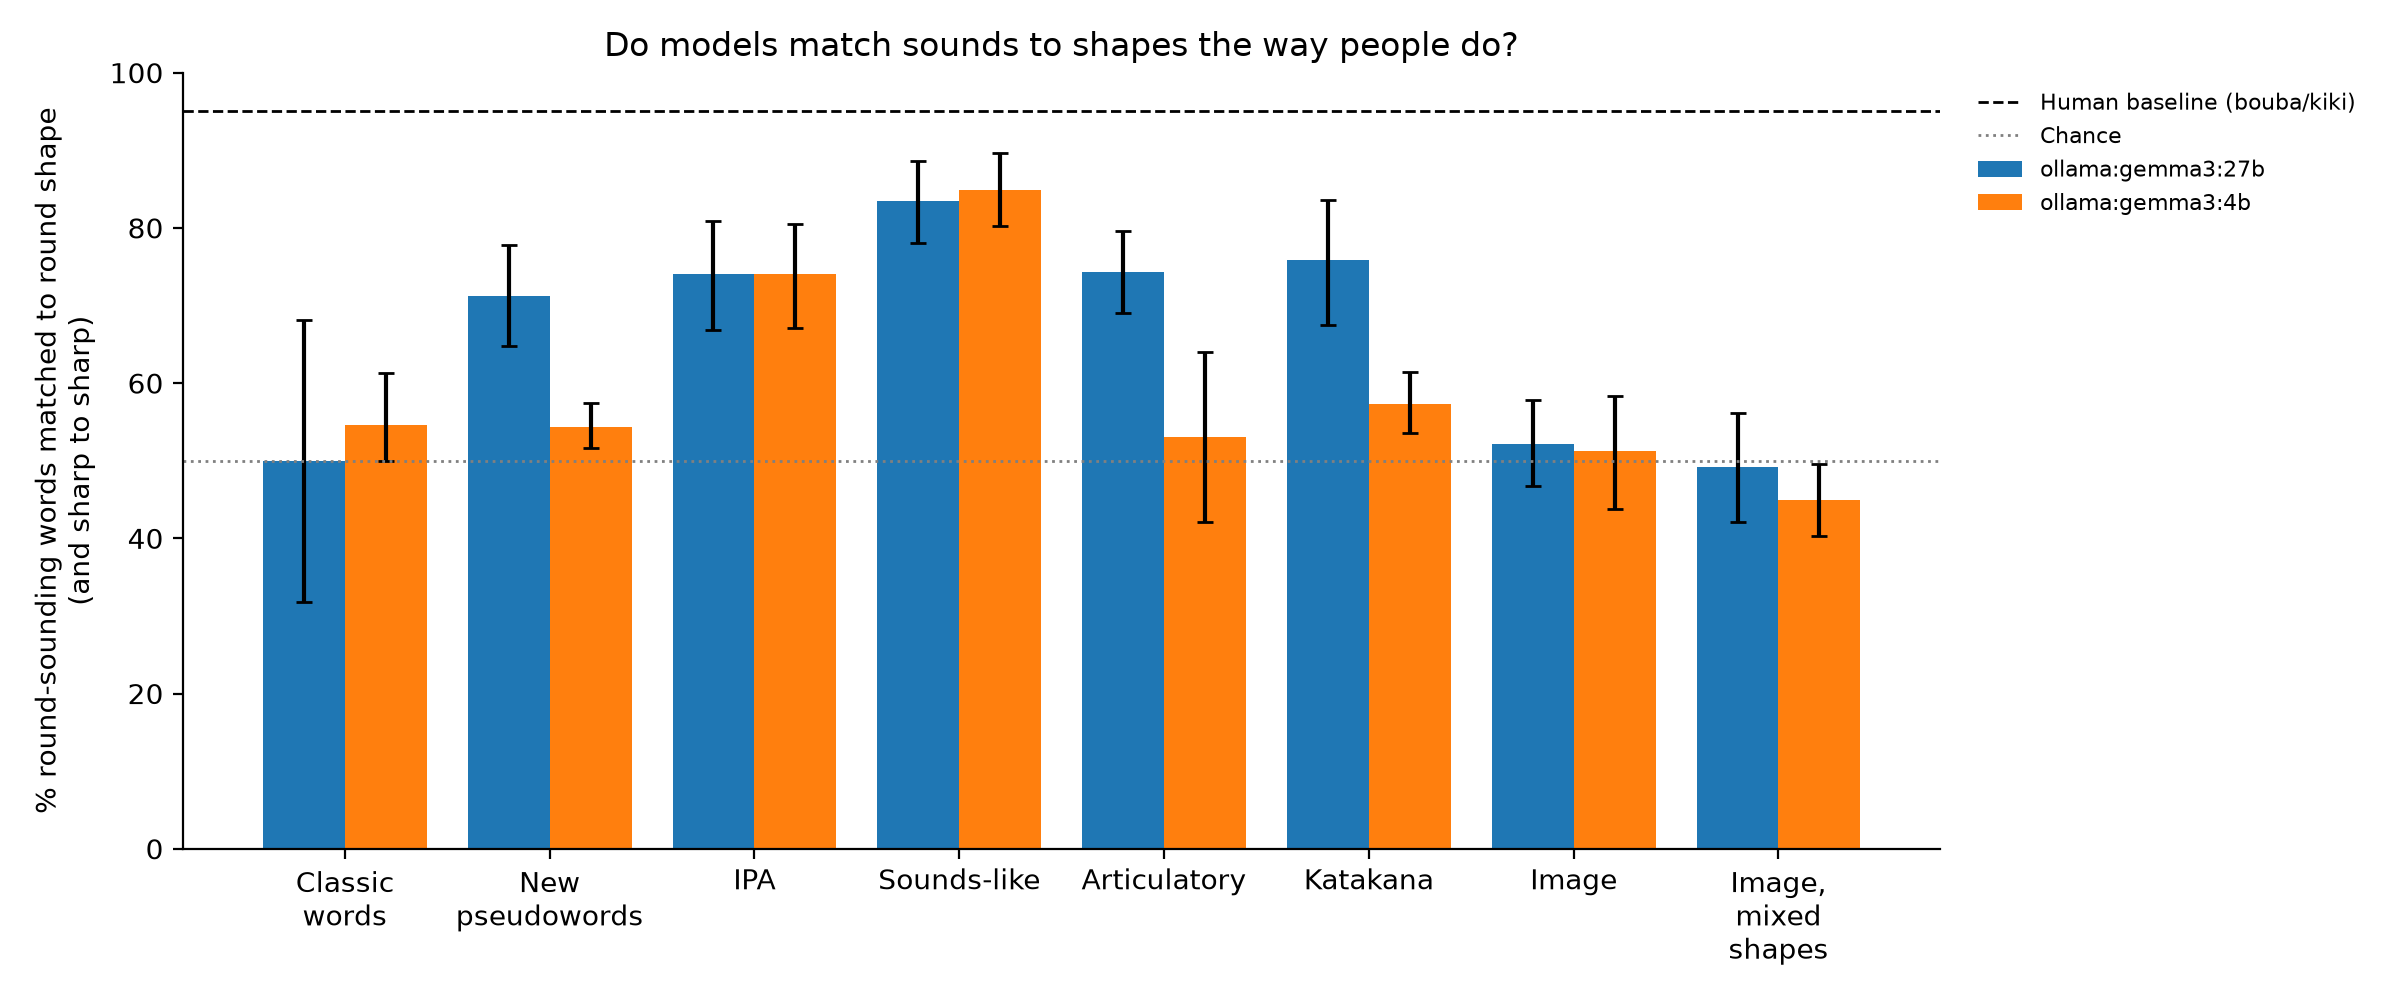 Do models match sounds to shapes the way people do?
% round-sounding words matched to round shape
(and sharp to sharp)
100
80
60
40
20
0
Classic
words
New
pseudowords
IPA
Sounds-like
Articulatory
Katakana
Image
Image,
mixed
shapes
Human baseline (bouba/kiki)
Chance
ollama:gemma3:27b
ollama:gemma3:4b